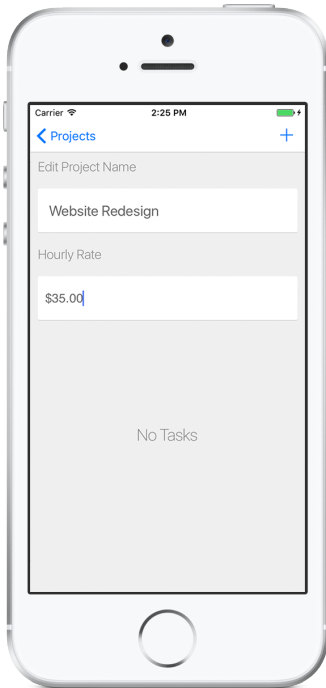 Carrier 2:25 PM
Projects +
Edit Project Name
Website Redesign
Hourly Rate
$35.00
No Tasks